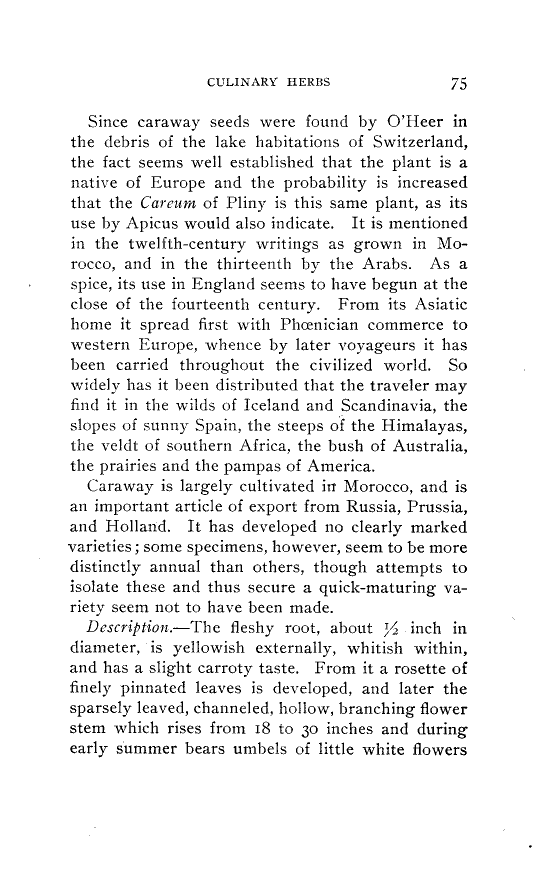 CULINARY HERBS 75
Since caraway seeds were found by O'Heer in
the debris of the lake habitations of Switzerland,
the fact seems well established that the plant is a
native of Europe and the probability is increased
that the Careum of Pliny is this same plant, as its
use by Apicus would also indicate. It is mentioned
in the twelfth-century writings as grown in Mo-
rocco, and in the thirteenth by the Arabs. As a
spice, its use in England seems to have begun at the
close of the fourteenth century. From its Asiatic
home it spread first with Phœnician commerce to
western Europe, whence by later voyageurs it has
been carried throughout the civilized world. So
widely has it been distributed that the traveler may
find it in the wilds of Iceland and Scandinavia, the
slopes of sunny Spain, the steeps of the Himalayas,
the veldt of southern Africa, the bush of Australia,
the prairies and the pampas of America.
Caraway is largely cultivated in Morocco, and is
an important article of export from Russia, Prussia,
and Holland. It has developed no clearly marked
varieties; some specimens, however, seem to be more
distinctly annual than others, though attempts to
isolate these and thus secure a quick-maturing va-
riety seem not to have been made.
Description.—The fleshy root, about ½ inch in
diameter, is yellowish externally, whitish within,
and has a slight carroty taste. From it a rosette of
finely pinnated leaves is developed, and later the
sparsely leaved, channeled, hollow, branching flower
stem which rises from 18 to 30 inches and during
early summer bears umbels of little white flowers